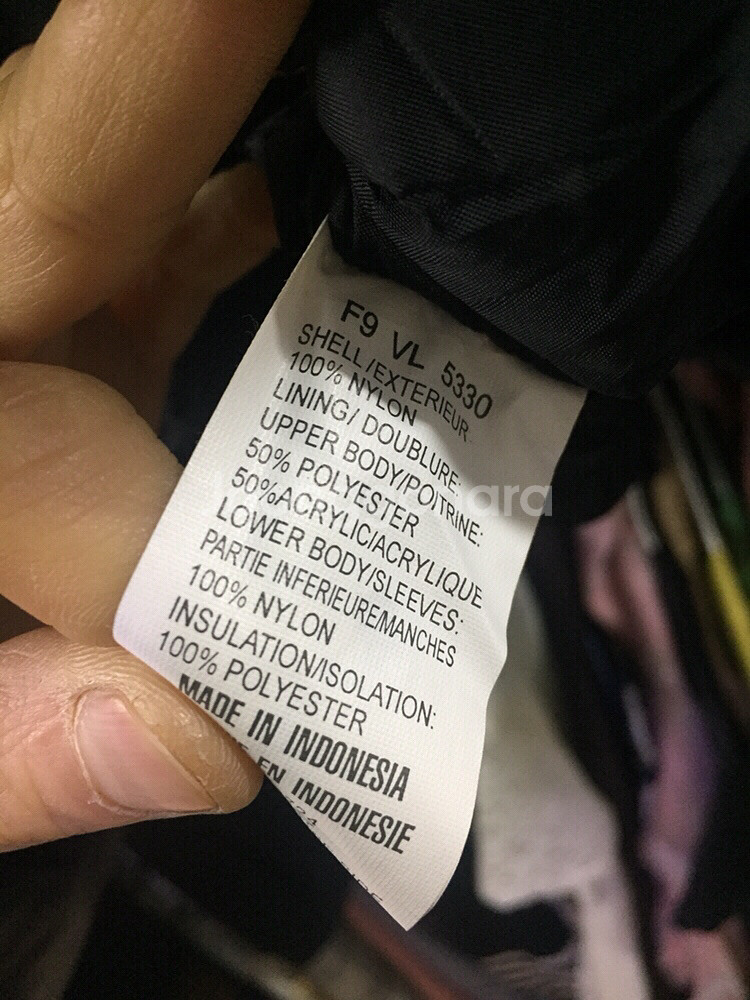 F9 VL 5330
SHELL/EXTERIEUR
100% NYLON
LINING/ DOUBLURE:
UPPER BODY/POITRINE:
50% POLYESTER
50%ACRYLIC/ACRYLIQUE
LOWER BODY/SLEEVES:
PARTIE INFERIEURE/MANCHES
100% NYLON
INSULATION/ISOLATION:
100% POLYESTER
MADE IN INDONESIA
EN INDONESIE